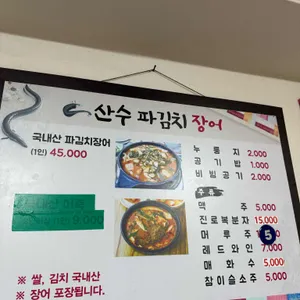 산수 파김치 장어
국내산 파김치장어
(1인) 45.000
누룽지 2.000
공기밥 1.000
비빔공기 2.000
맥주 5.000
진로복분자 15.000
머루주
레드와인 7.000
매화수 5,000
참이슬소주 5.000
※ 쌀, 김치 국내산
※ 장어 포장됩니다.
5